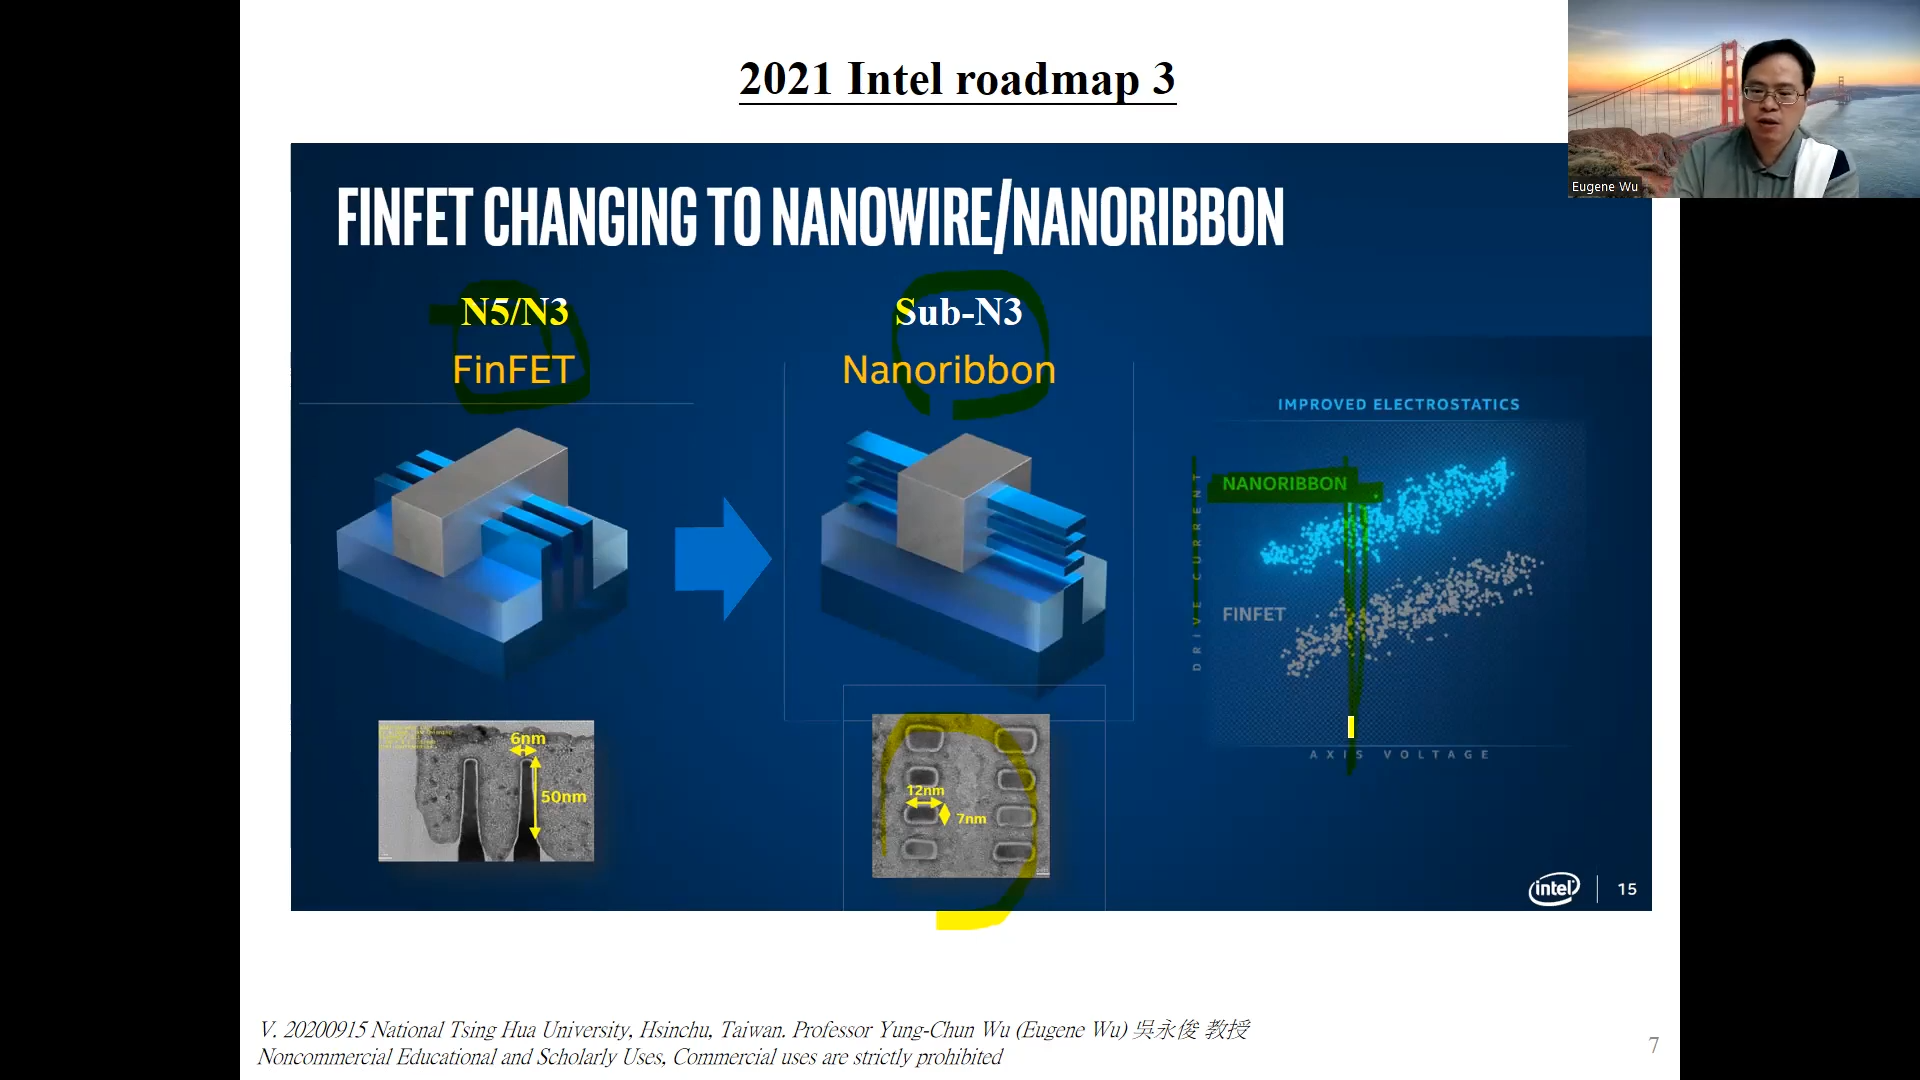 2021 Intel roadmap 3
Eugene Wu
FINFET CHANGING TO NANOWIRE/NANORIBBON
N5/N3
FinFET
Sub-N3
Nanoribbon
IMPROVED ELECTROSTATICS
NANORIBBON
FINFET
DRIVE CURRENT
AXIS VOLTAGE
6nm
50nm
12nm
7nm
intel
15
V. 20200915 National Tsing Hua University, Hsinchu, Taiwan. Professor Yung-Chun Wu (Eugene Wu) 吳永俊 教授
Noncommercial Educational and Scholarly Uses, Commercial uses are strictly prohibited
7